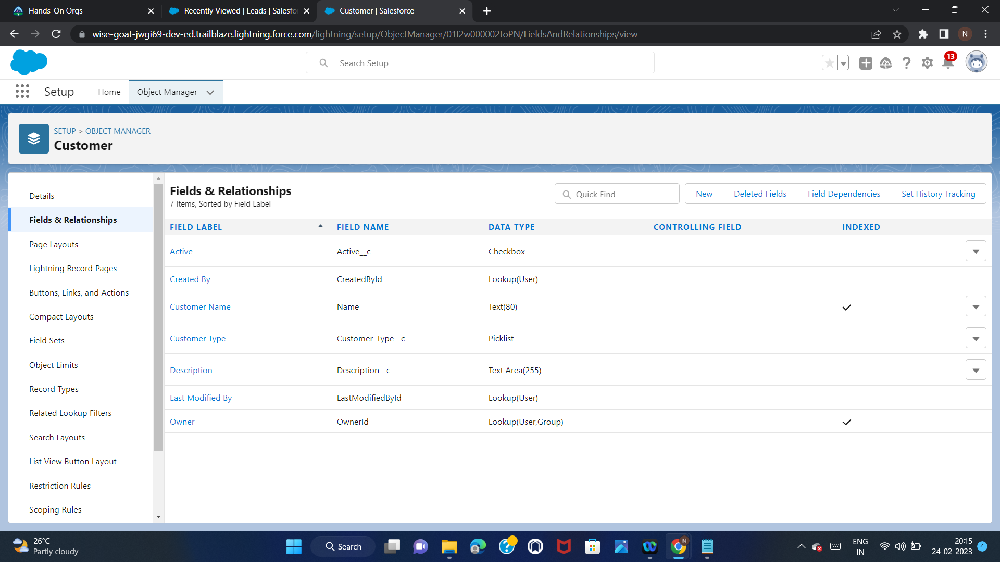 Hands-On Orgs
Recently Viewed | Leads | Salesfo
Customer | Salesforce
wise-goat-jwgi69-dev-ed.trailblaze.lightning.force.com/lightning/setup/ObjectManager/01I2w000002toPN/FieldsAndRelationships/view
N
Search Setup
13
Setup
Home
Object Manager
SETUP > OBJECT MANAGER
Customer
Details
Fields & Relationships
Page Layouts
Lightning Record Pages
Buttons, Links, and Actions
Compact Layouts
Field Sets
Object Limits
Record Types
Related Lookup Filters
Search Layouts
List View Button Layout
Restriction Rules
Scoping Rules
Fields & Relationships
7 Items, Sorted by Field Label
Quick Find
New
Deleted Fields
Field Dependencies
Set History Tracking
FIELD LABEL FIELD NAME DATA TYPE CONTROLLING FIELD INDEXED
Active Active__c Checkbox
Created By CreatedById Lookup(User)
Customer Name Name Text(80)
Customer Type Customer_Type__c Picklist
Description Description__c Text Area(255)
Last Modified By LastModifiedById Lookup(User)
Owner OwnerId Lookup(User,Group)
26°C
Partly cloudy
Search
N
ENG
IN
20:15
24-02-2023
4